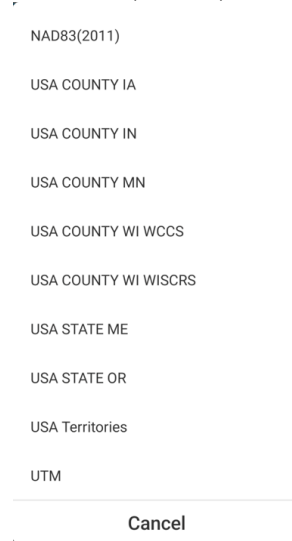 NAD83(2011)
USA COUNTY IA
USA COUNTY IN
USA COUNTY MN
USA COUNTY WI WCCS
USA COUNTY WI WISCRS
USA STATE ME
USA STATE OR
USA Territories
UTM
Cancel